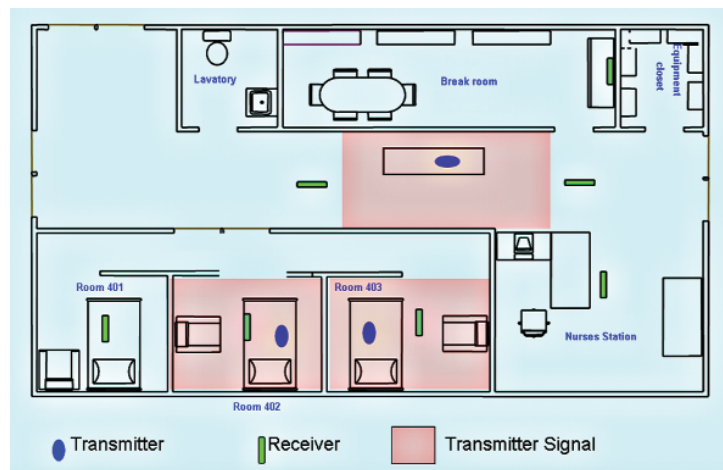 Lavatory
Break room
Equipment
closet
Room 401
Room 403
Nurses Station
Room 402
Transmitter
Receiver
Transmitter Signal